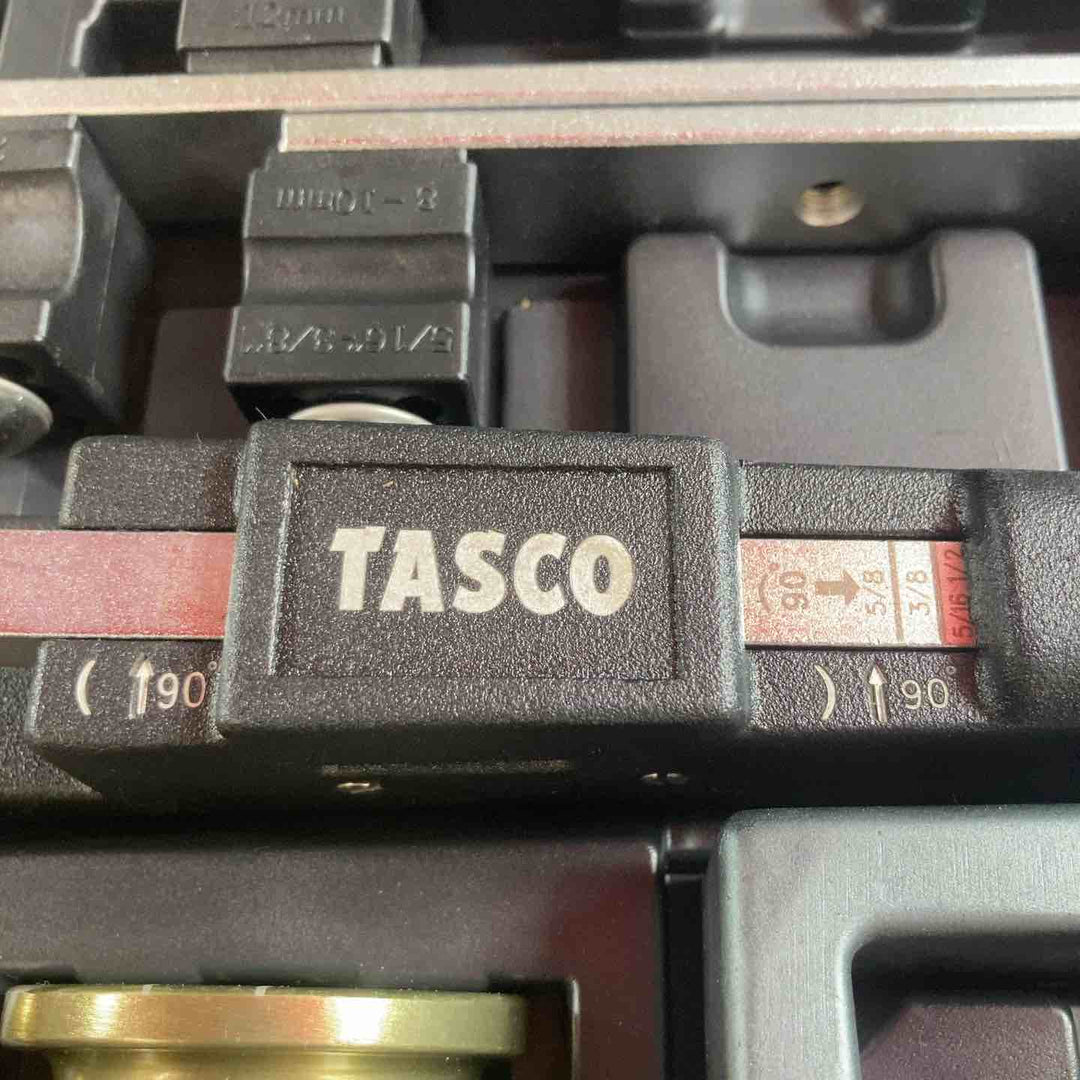 12mm
8-10mm
5/16"-3/8"
TASCO
90°
5/8
3/8
5/16 1/2
( ↑90°
) ↑ 90°